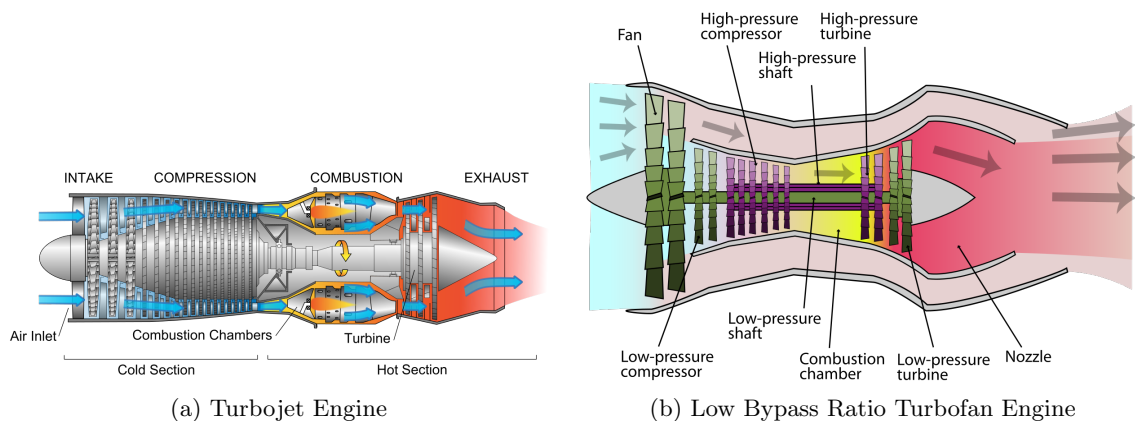 INTAKE COMPRESSION COMBUSTION EXHAUST
Air Inlet
Combustion Chambers
Turbine
Cold Section
Hot Section
(a) Turbojet Engine
Fan
High-pressure
compressor
High-pressure
shaft
High-pressure
turbine
Low-pressure
compressor
Low-pressure
shaft
Combustion
chamber
Low-pressure
turbine
Nozzle
(b) Low Bypass Ratio Turbofan Engine